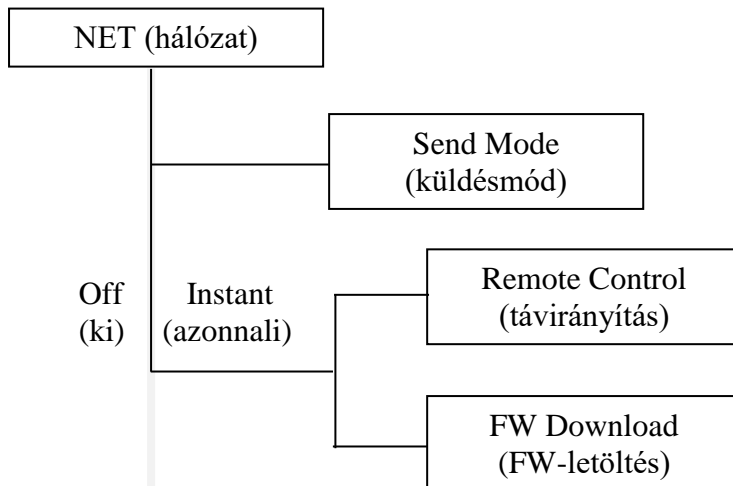 NET (hálózat)
Send Mode
(küldésmód)
Off
(ki)
Instant
(azonnali)
Remote Control
(távirányítás)
FW Download
(FW-letöltés)